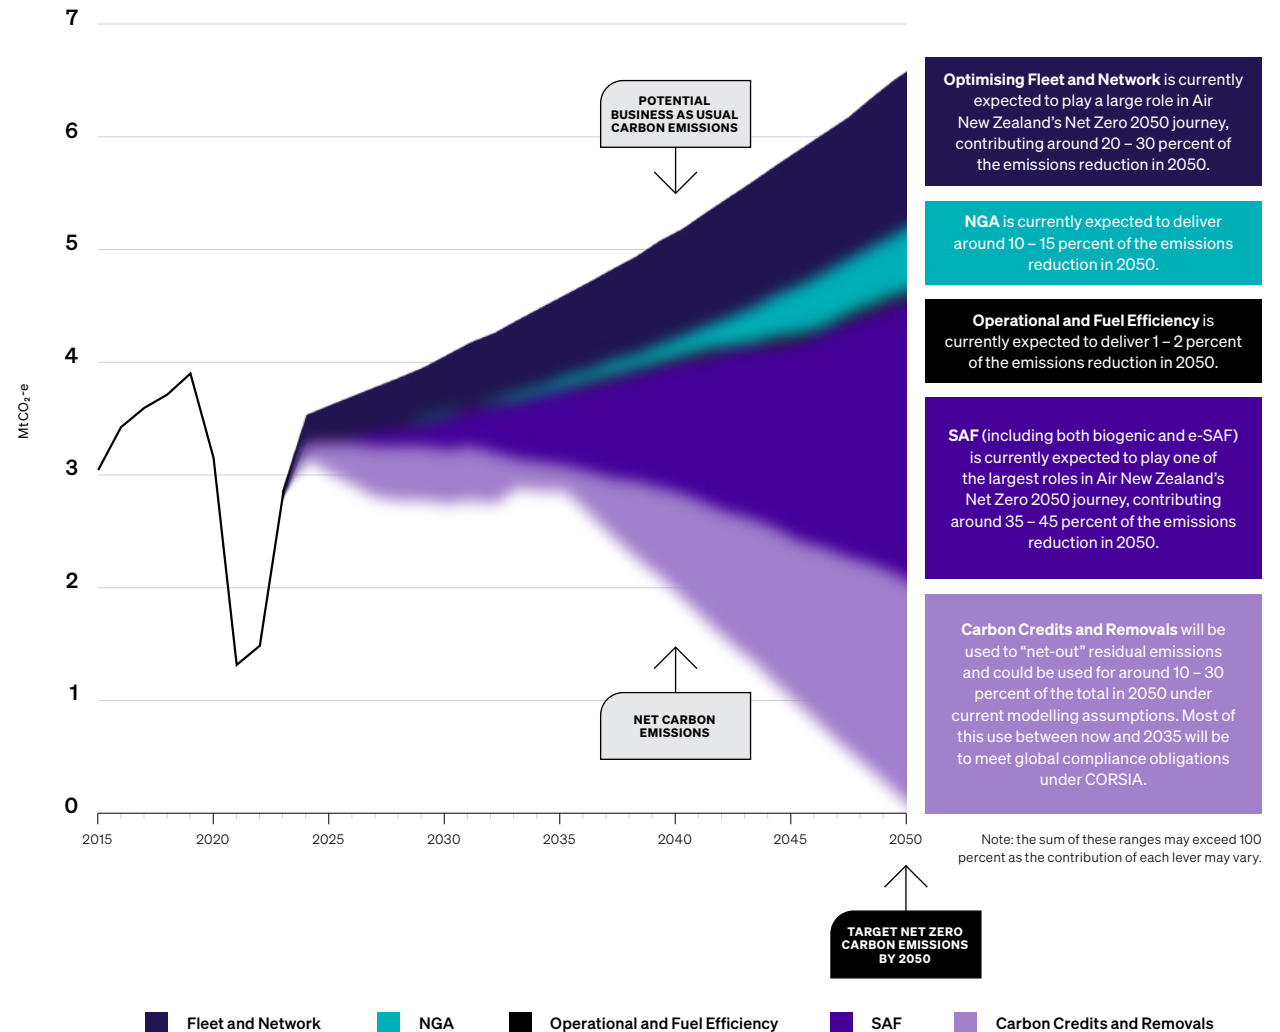 7
6
5
4
3
2
1
0
MtCO₂-e
2015
2020
2025
2030
2035
2040
2045
2050
POTENTIAL
BUSINESS AS USUAL
CARBON EMISSIONS
NET CARBON
EMISSIONS
TARGET NET ZERO
CARBON EMISSIONS
BY 2050
Optimising Fleet and Network is currently
expected to play a large role in Air
New Zealand’s Net Zero 2050 journey,
contributing around 20 – 30 percent of
the emissions reduction in 2050.
NGA is currently expected to deliver
around 10 – 15 percent of the emissions
reduction in 2050.
Operational and Fuel Efficiency is
currently expected to deliver 1 – 2 percent
of the emissions reduction in 2050.
SAF (including both biogenic and e-SAF)
is currently expected to play one of
the largest roles in Air New Zealand’s
Net Zero 2050 journey, contributing
around 35 – 45 percent of the emissions
reduction in 2050.
Carbon Credits and Removals will be
used to “net-out” residual emissions
and could be used for around 10 – 30
percent of the total in 2050 under
current modelling assumptions. Most of
this use between now and 2035 will be
to meet global compliance obligations
under CORSIA.
Note: the sum of these ranges may exceed 100
percent as the contribution of each lever may vary.
Fleet and Network
NGA
Operational and Fuel Efficiency
SAF
Carbon Credits and Removals